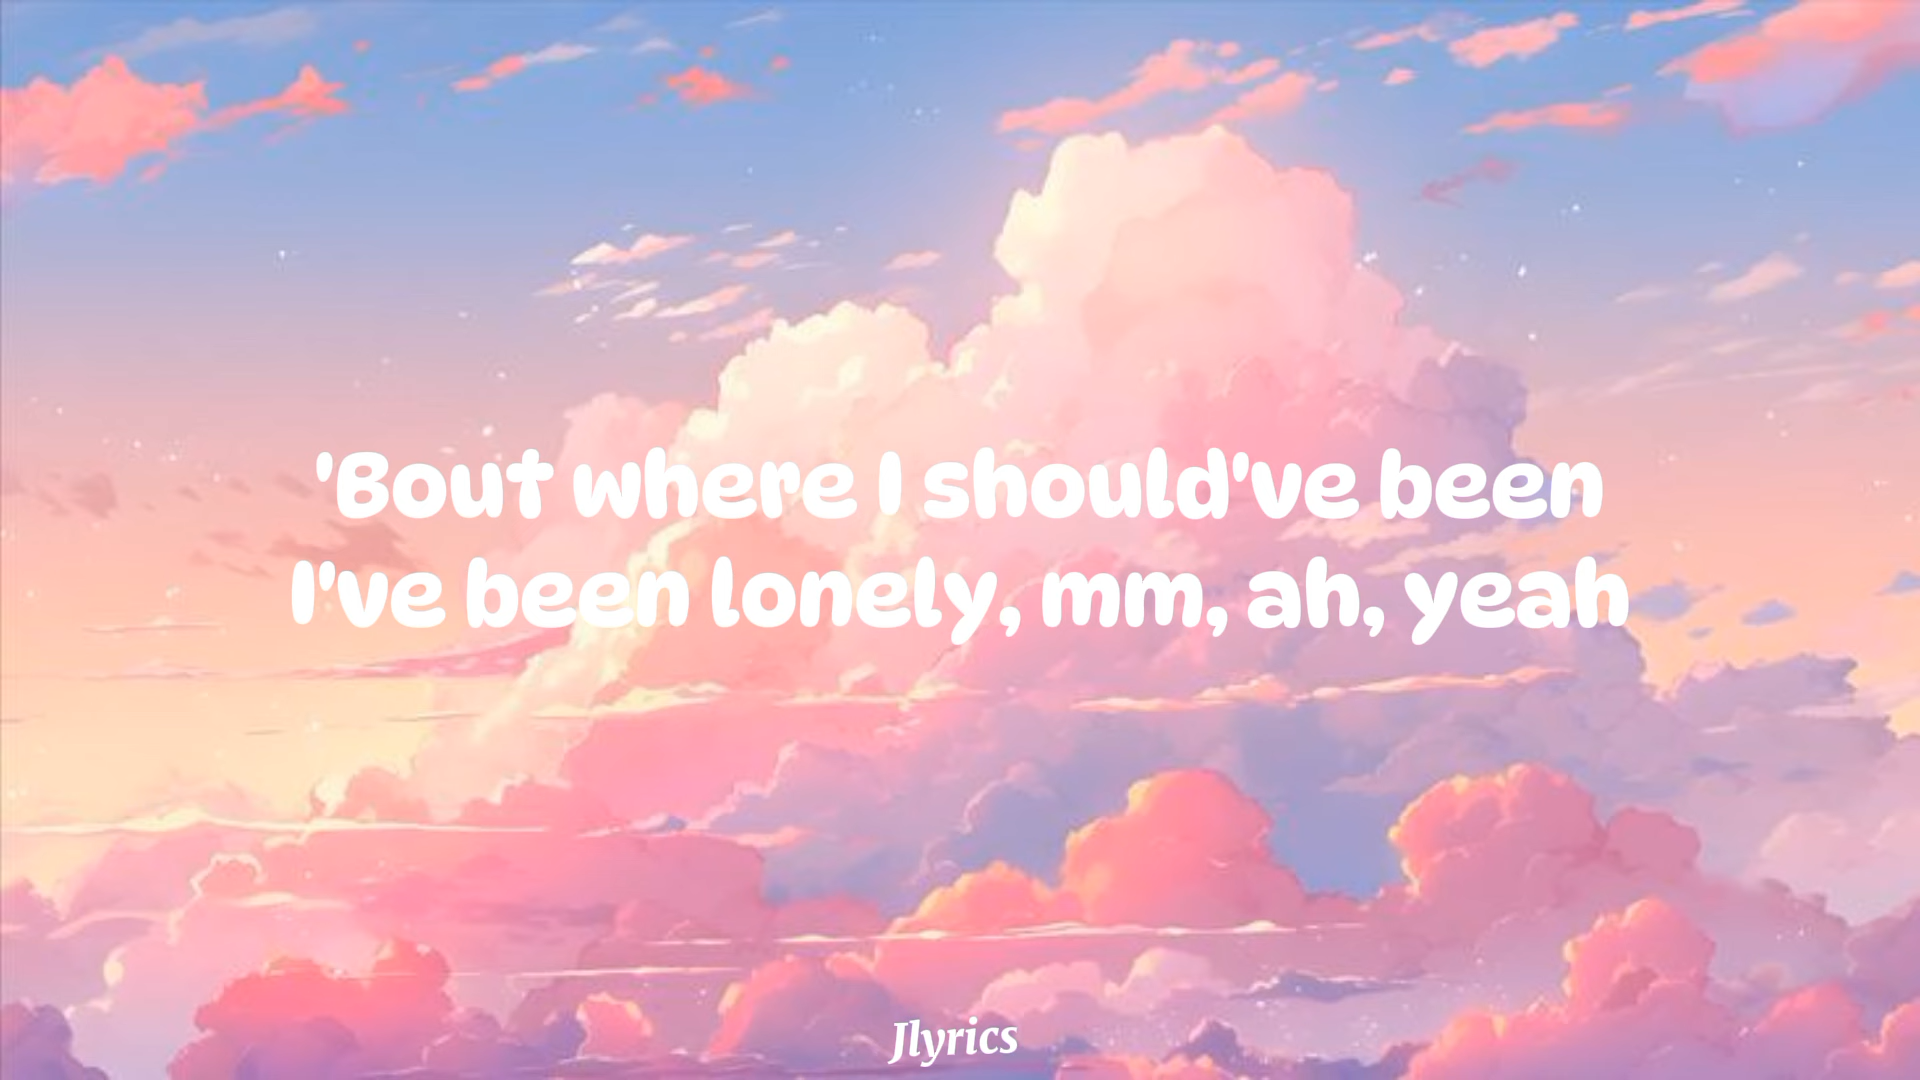 'Bout where I should've been
I've been lonely, mm, ah, yeah
Jlyrics